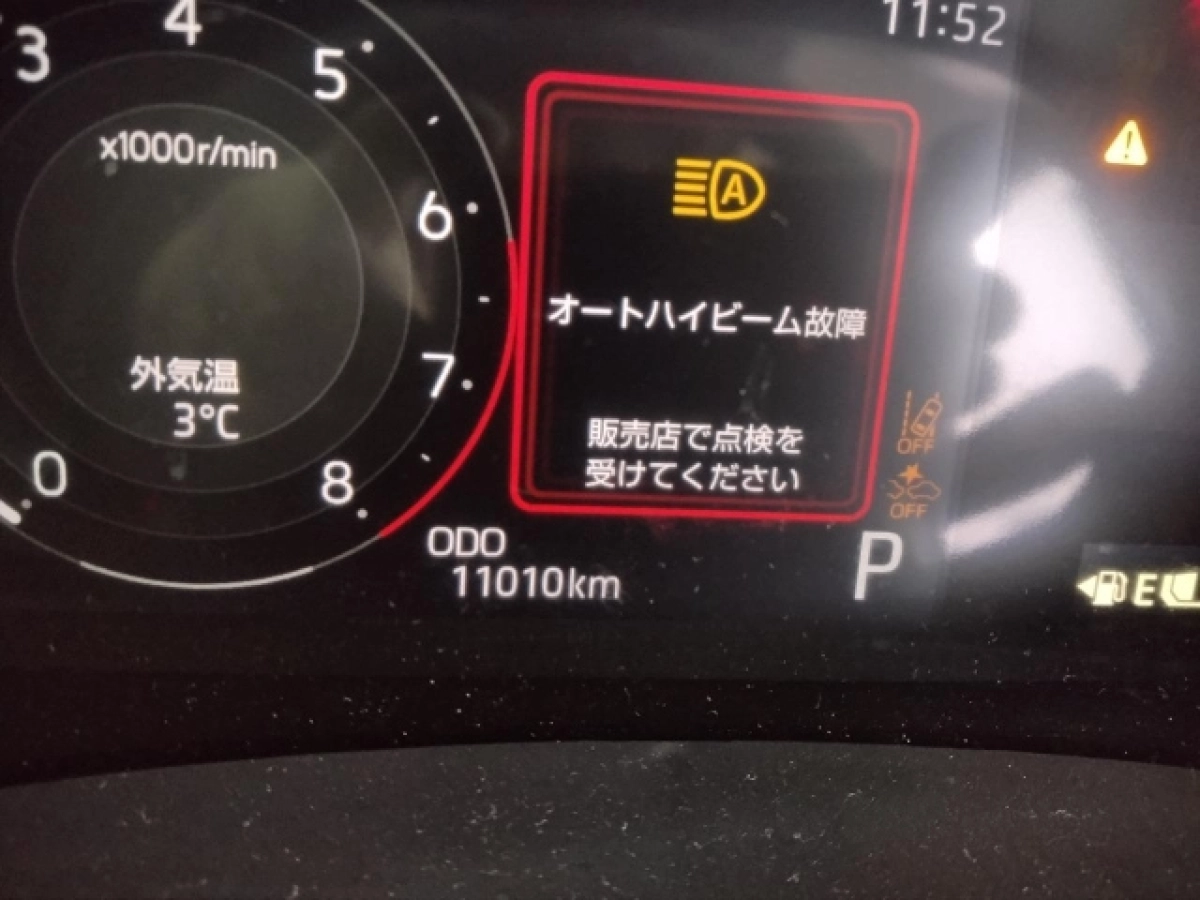 11:52
3
4
5
x1000r/min
6
A
オートハイビーム故障
外気温
3°C
7
販売店で点検を
受けてください
OFF
OFF
0
8
ODO
11010km
P
E